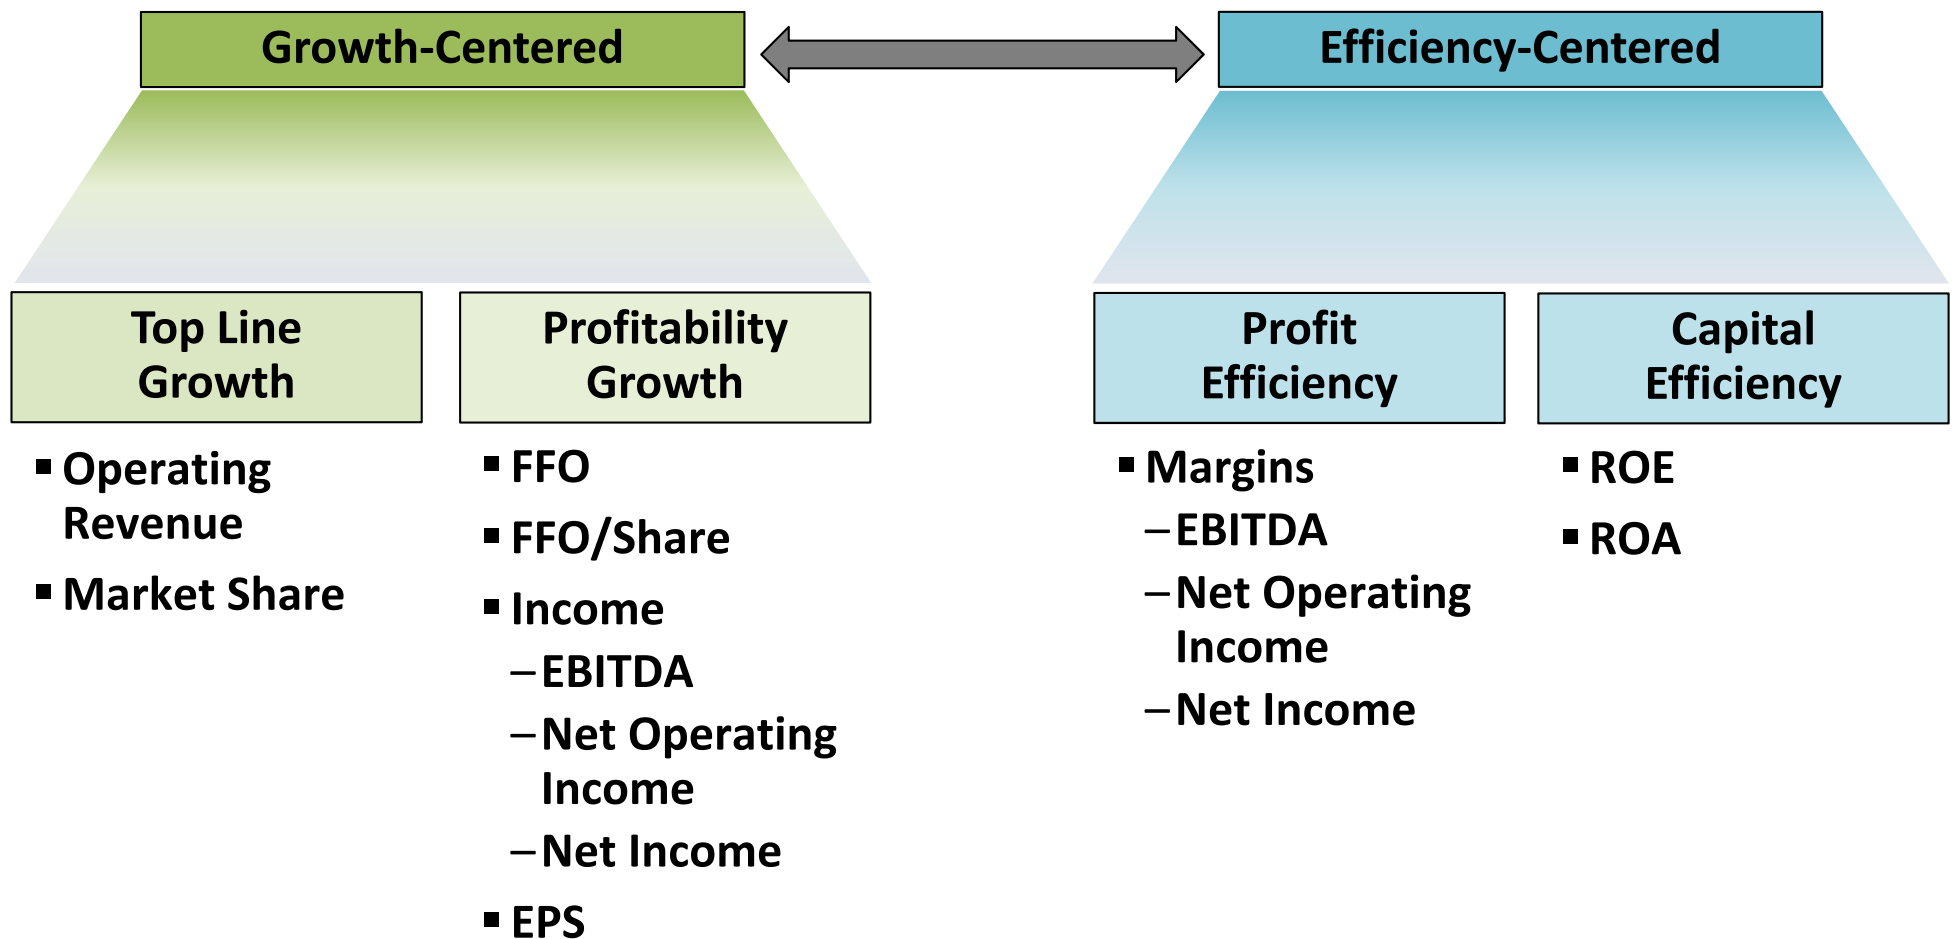 Growth-Centered
Efficiency-Centered
Top Line
Growth
▪ Operating
Revenue
▪ Market Share
Profitability
Growth
▪ FFO
▪ FFO/Share
▪ Income
–EBITDA
–Net Operating
Income
–Net Income
▪ EPS
Profit
Efficiency
▪ Margins
–EBITDA
–Net Operating
Income
–Net Income
Capital
Efficiency
▪ ROE
▪ ROA